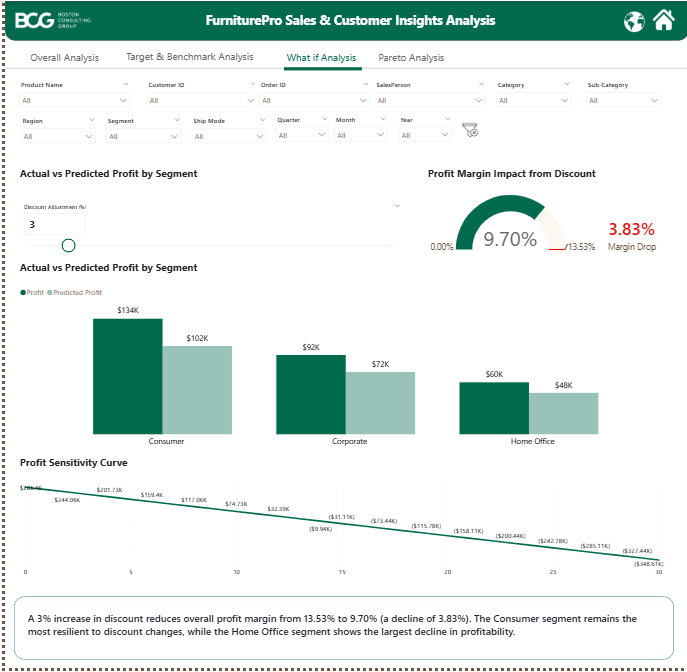 BCG BOSTON
CONSULTING
GROUP
FurniturePro Sales & Customer Insights Analysis
Overall Analysis Target & Benchmark Analysis What if Analysis Pareto Analysis
Product Name Customer ID Order ID SalesPerson Category Sub-Category
All All All All All All
Region Segment Ship Mode Quarter Month Year
All All All All All All
Actual vs Predicted Profit by Segment
Profit Margin Impact from Discount
Discount Adjustment (%)
3
0.00% 9.70% 13.53%
3.83%
Margin Drop
Actual vs Predicted Profit by Segment
Profit Predicted Profit
$134K $102K $92K $72K $60K $48K
Consumer Corporate Home Office
Profit Sensitivity Curve
$244.06K $201.73K $159.4K $117.06K $74.73K $32.39K ($9.94K) ($31.11K) ($73.44K) ($115.78K) ($158.11K) ($200.44K) ($242.78K) ($285.11K) ($327.44K) ($348.61K)
0 5 10 15 20 25 30
A 3% increase in discount reduces overall profit margin from 13.53% to 9.70% (a decline of 3.83%). The Consumer segment remains the
most resilient to discount changes, while the Home Office segment shows the largest decline in profitability.